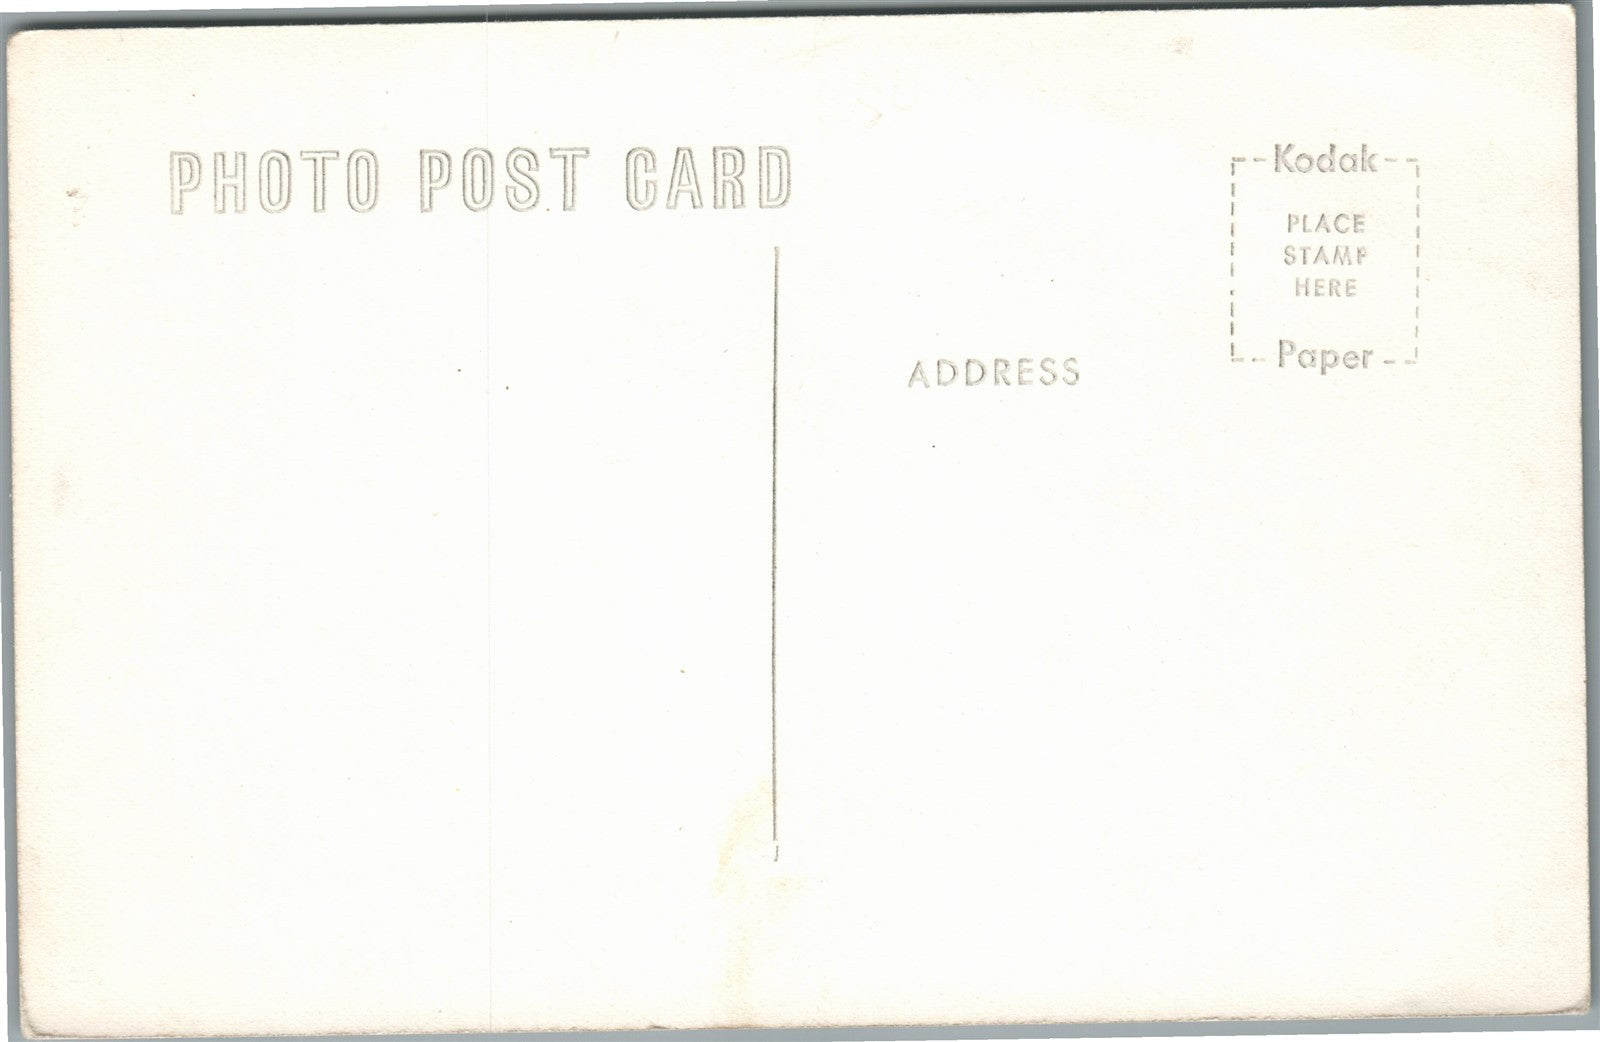 PHOTO POST CARD
Kodak
PLACE
STAMP
HERE
Paper
ADDRESS